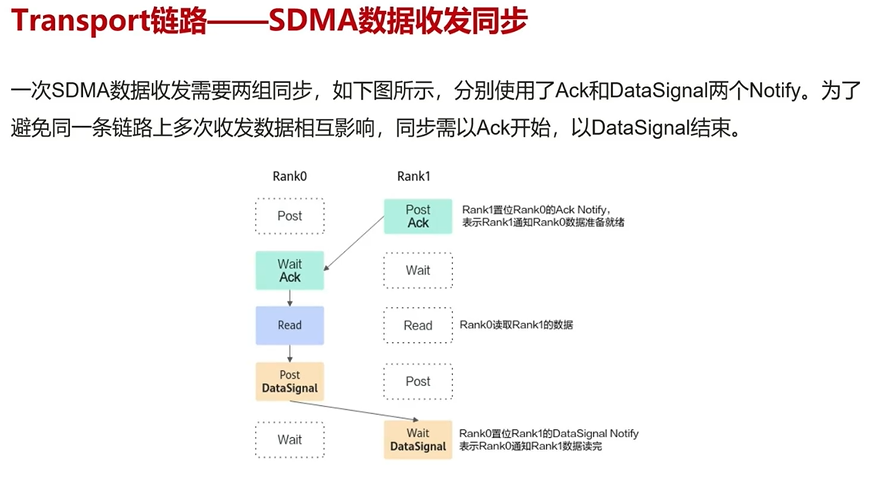 Transport链路——SDMA数据收发同步
一次SDMA数据收发需要两组同步，如下图所示，分别使用了Ack和DataSignal两个Notify。为了
避免同一条链路上多次收发数据相互影响，同步需以Ack开始，以DataSignal结束。
Rank0 Rank1
Post
Post
Ack
Rank1置位Rank0的Ack Notify，
表示Rank1通知Rank0数据准备就绪
Wait
Ack
Wait
Read
Read
Rank0读取Rank1的数据
Post
DataSignal
Post
Wait
Wait
DataSignal
Rank0置位Rank1的DataSignal Notify
表示Rank0通知Rank1数据读完